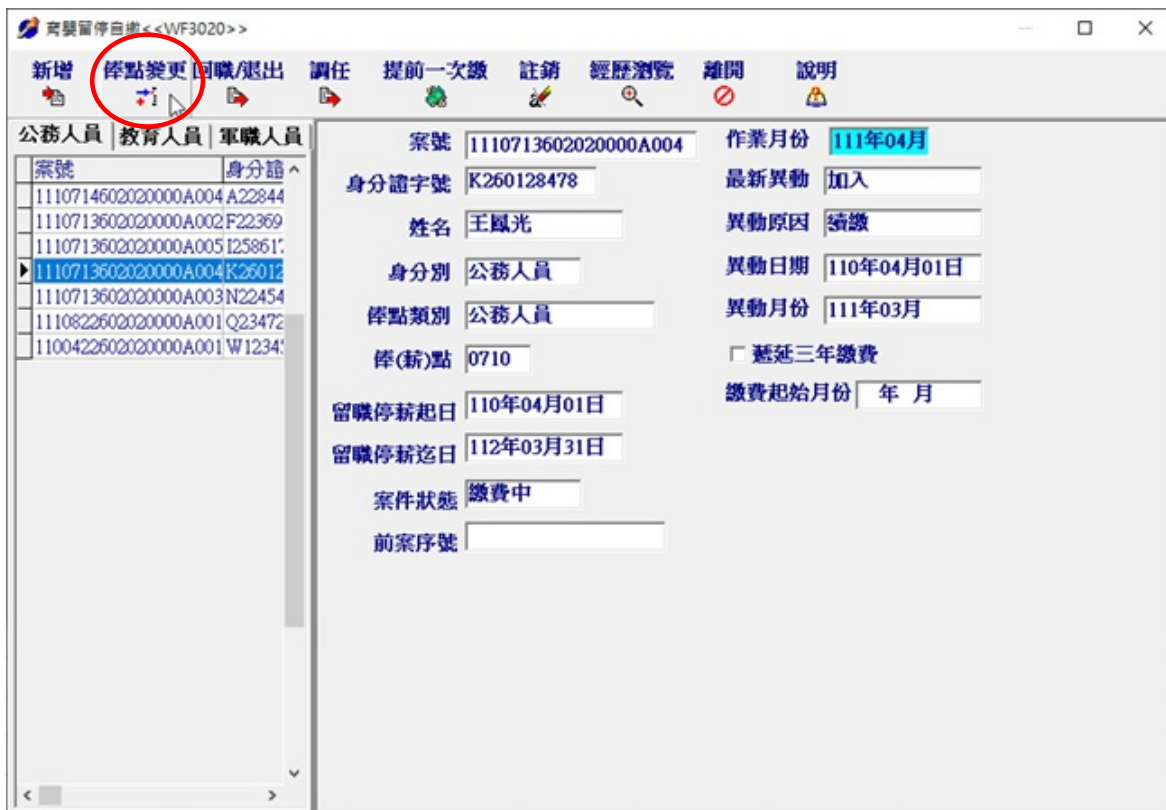 育嬰留停自繳<<WF3020>>
新增 俸點變更 回職/退出 調任 提前一次繳 註銷 經歷瀏覽 離開 說明
公務人員 教育人員 軍職人員
案號 身分證
1110714602020000A004 A22844
1110713602020000A002 F22369
1110713602020000A005 I25861
1110713602020000A004 K26012
1110713602020000A003 N22454
1110822602020000A001 Q23472
1100422602020000A001 W1234
案號 1110713602020000A004
身分證字號 K260128478
姓名 王鳳光
身分別 公務人員
俸點類別 公務人員
俸(薪)點 0710
留職停薪起日 110年04月01日
留職停薪迄日 112年03月31日
案件狀態 繳費中
前案序號
作業月份 111年04月
最新異動 加入
異動原因 續繳
異動日期 110年04月01日
異動月份 111年03月
遞延三年繳費
繳費起始月份 年 月